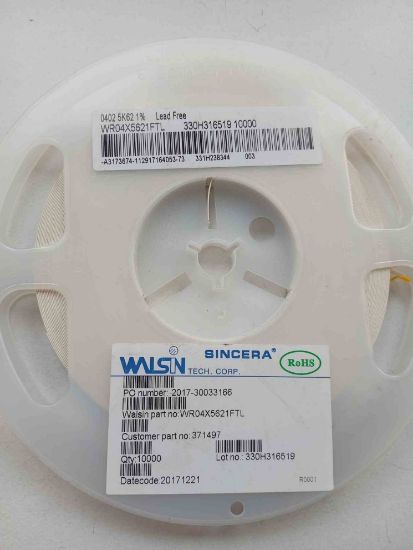 0402 5K62 1% Lead Free
WR04X5621FTL 330H316519 10000
-A3173674-112917164053-73 331H238344 003
WALSIN SINCERA®
TECH. CORP.
RoHS
PO number: 2017-30033166
Walsin part no:WR04X5621FTL
Customer part no:371497
Qty:10000 Lot no.:330H316519
Datecode:20171221 R0001